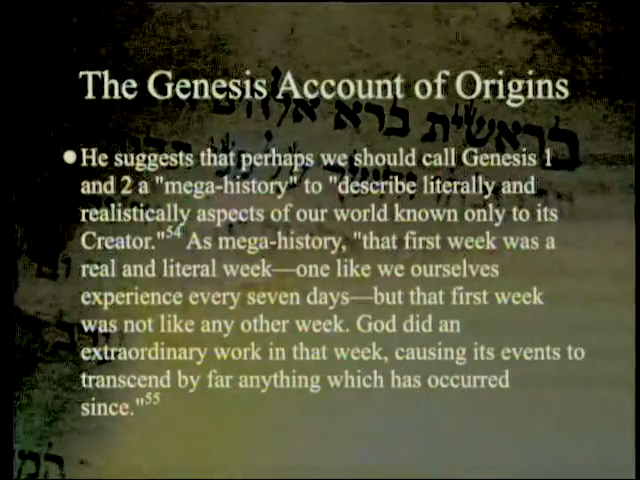 The Genesis Account of Origins
בראשית ברא אלהים
● He suggests that perhaps we should call Genesis 1
and 2 a "mega-history" to "describe literally and
realistically aspects of our world known only to its
Creator."54 As mega-history, "that first week was a
real and literal week—one like we ourselves
experience every seven days—but that first week
was not like any other week. God did an
extraordinary work in that week, causing its events to
transcend by far anything which has occurred
since."55